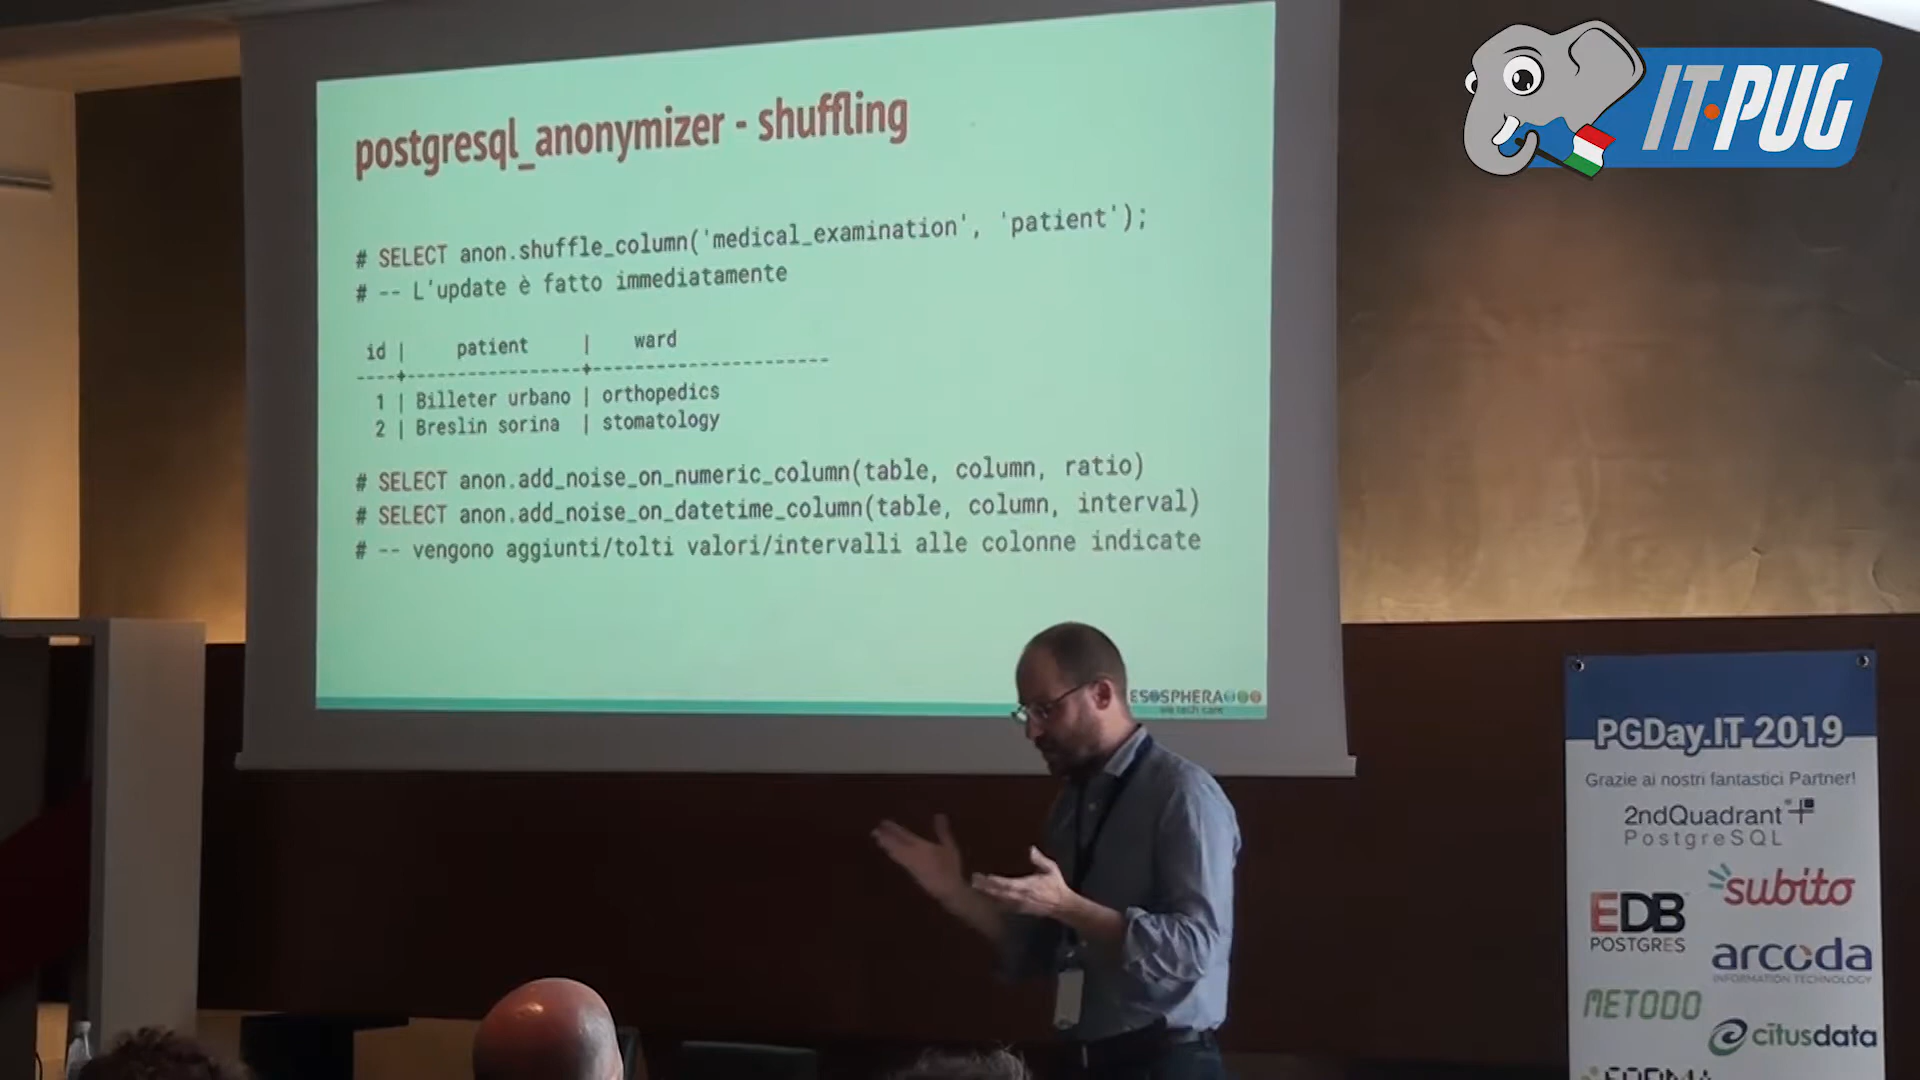 postgresql_anonymizer - shuffling
# SELECT anon.shuffle_column('medical_examination', 'patient');
# -- L'update è fatto immediatamente
id | patient | ward
----+-----------------+---------------------
1 | Billeter urbano | orthopedics
2 | Breslin sorina | stomatology
# SELECT anon.add_noise_on_numeric_column(table, column, ratio)
# SELECT anon.add_noise_on_datetime_column(table, column, interval)
# -- vengono aggiunti/tolti valori/intervalli alle colonne indicate
ESOSPHERA
we tech care
IT·PUG
PGDay.IT 2019
Grazie ai nostri fantastici Partner!
2ndQuadrant
PostgreSQL
subito
EDB
POSTGRES
arcoda
INFORMATION TECHNOLOGY
METODO
citusdata